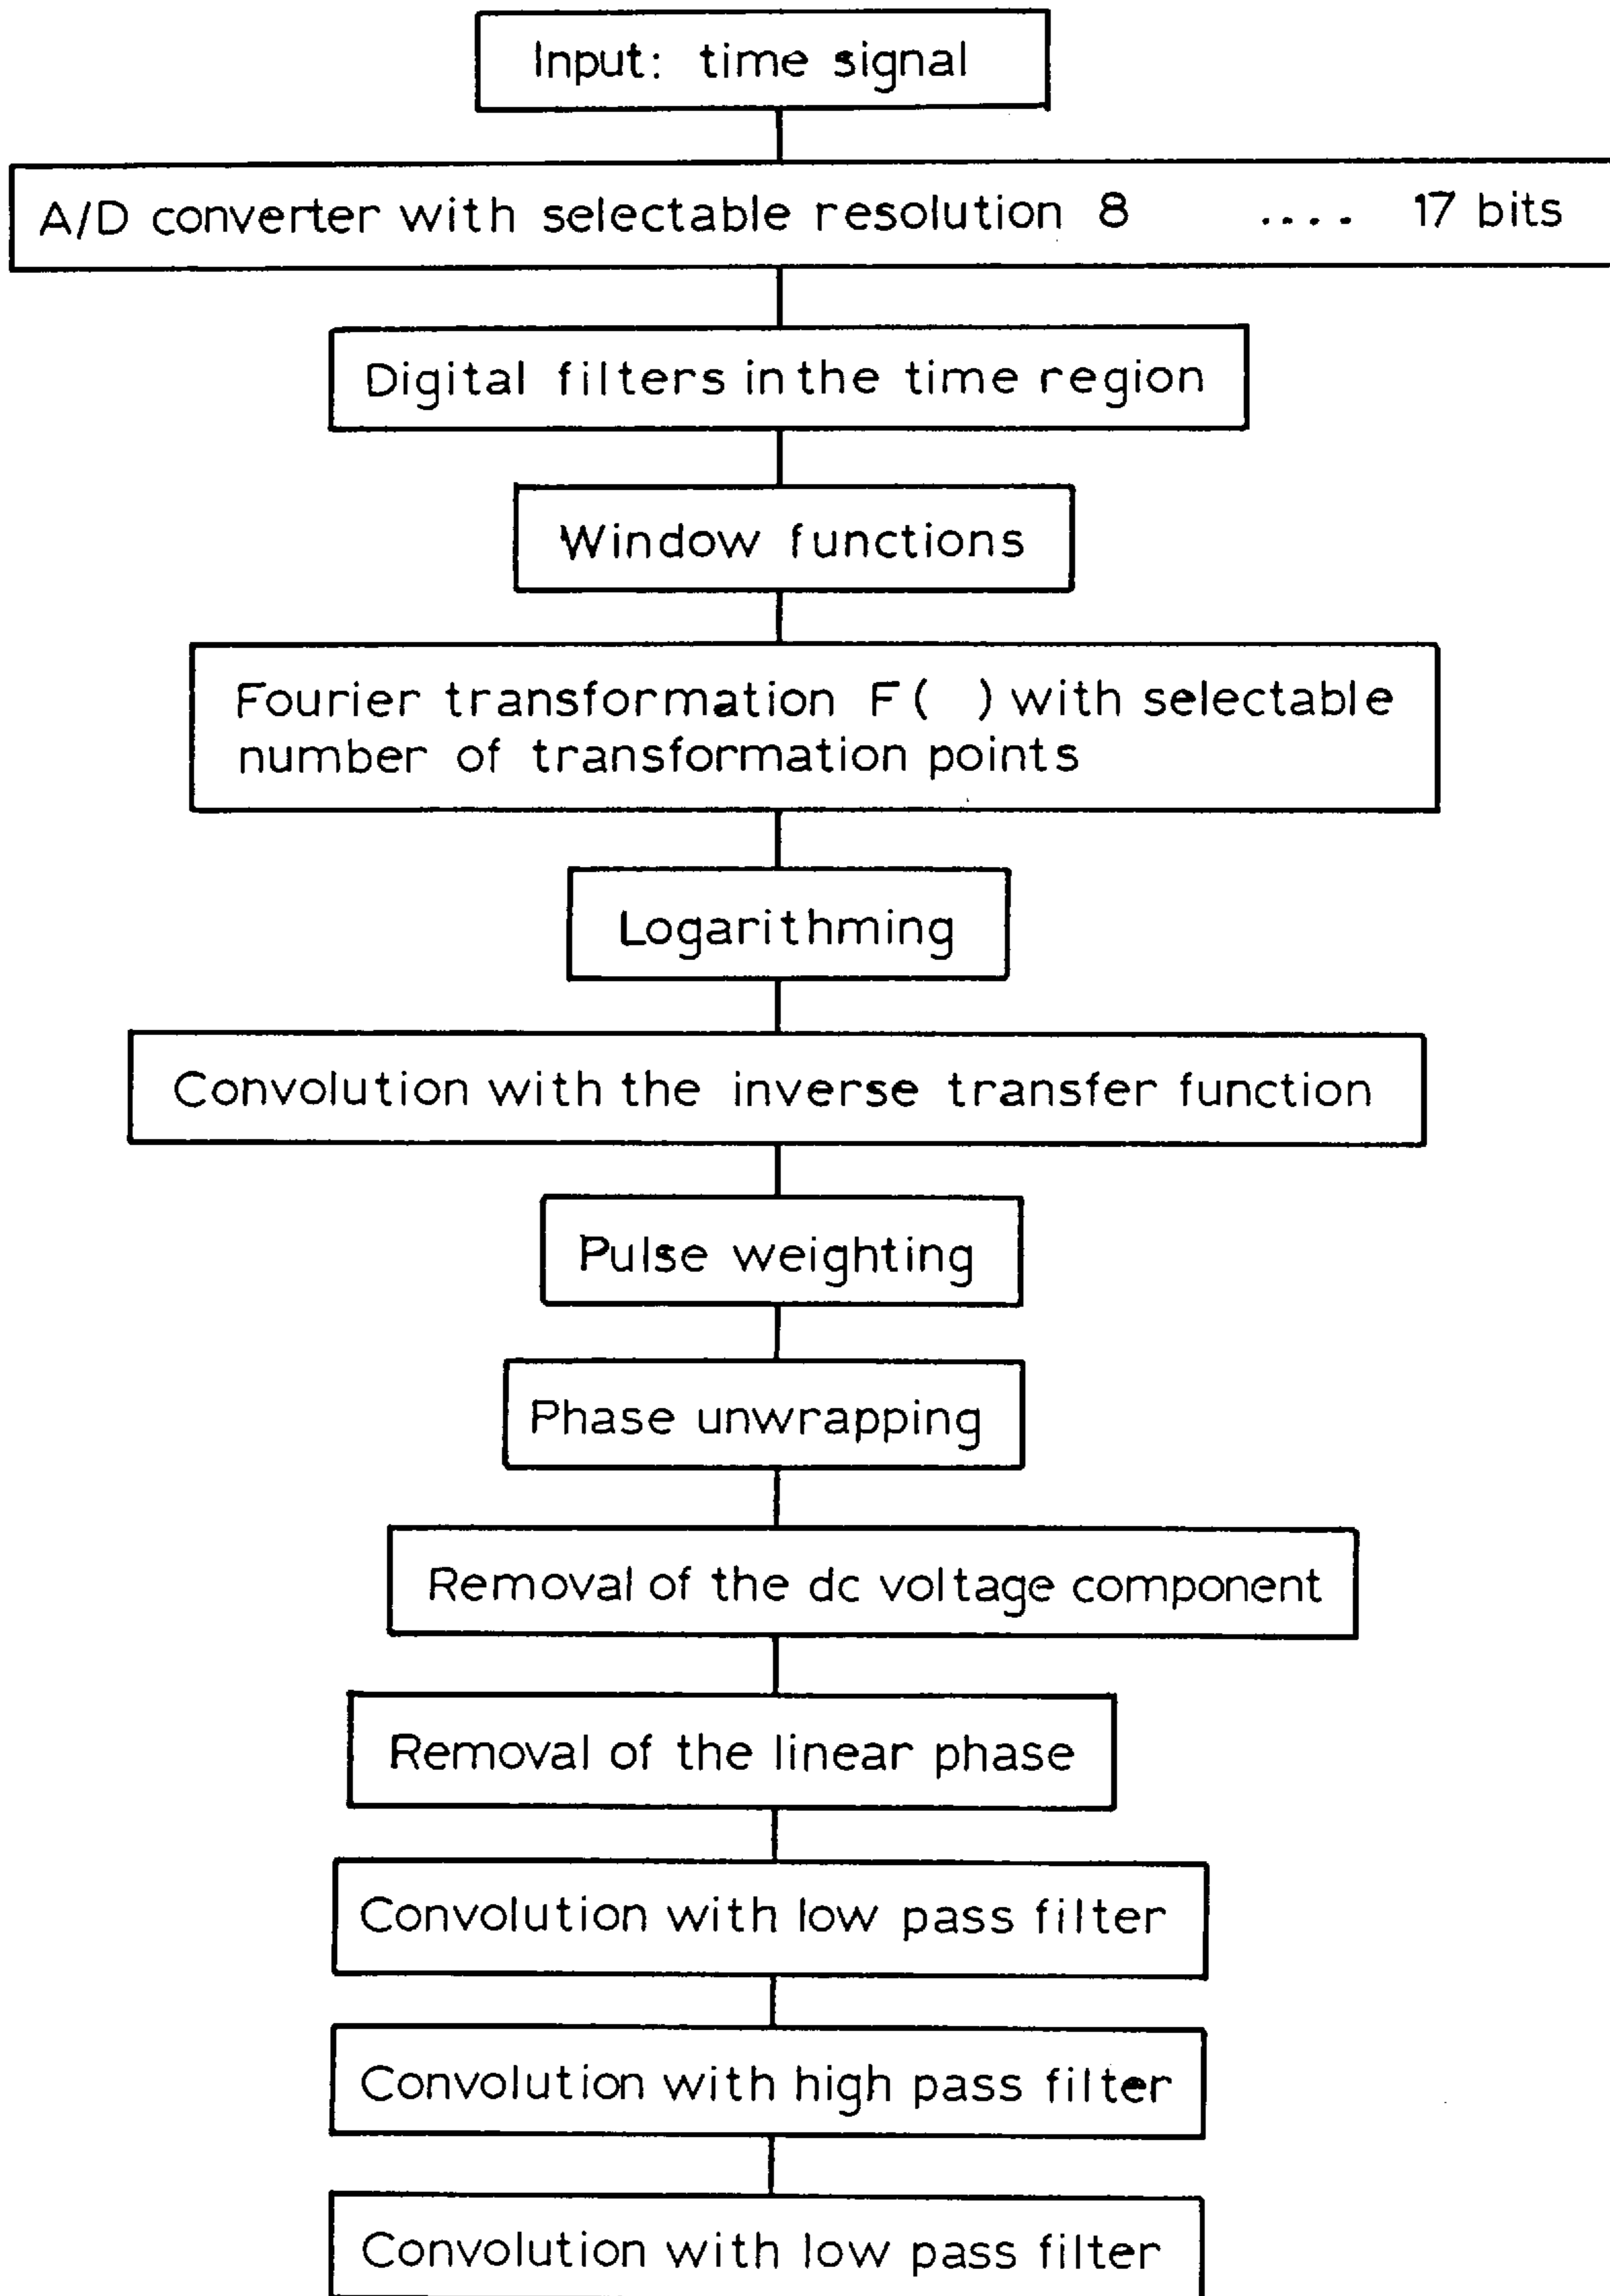 Input: time signal
A/D converter with selectable resolution 8 .... 17 bits
Digital filters in the time region
Window functions
Fourier transformation F( ) with selectable
number of transformation points
Logarithming
Convolution with the inverse transfer function
Pulse weighting
Phase unwrapping
Removal of the dc voltage component
Removal of the linear phase
Convolution with low pass filter
Convolution with high pass filter
Convolution with low pass filter